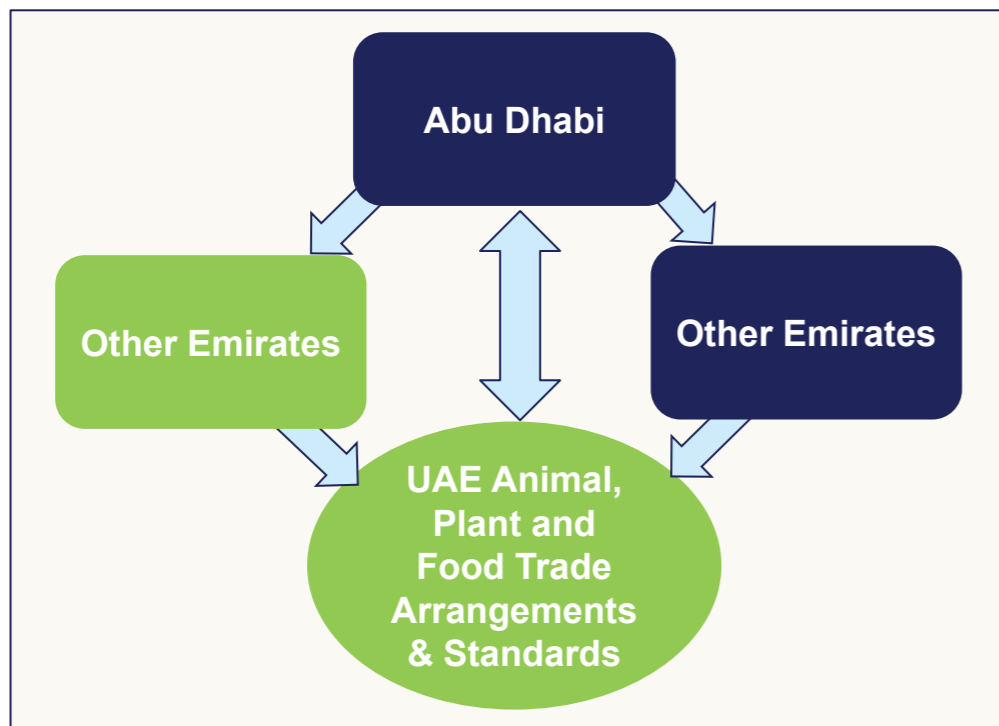 Abu Dhabi
Other Emirates
Other Emirates
UAE Animal,
Plant and
Food Trade
Arrangements
& Standards